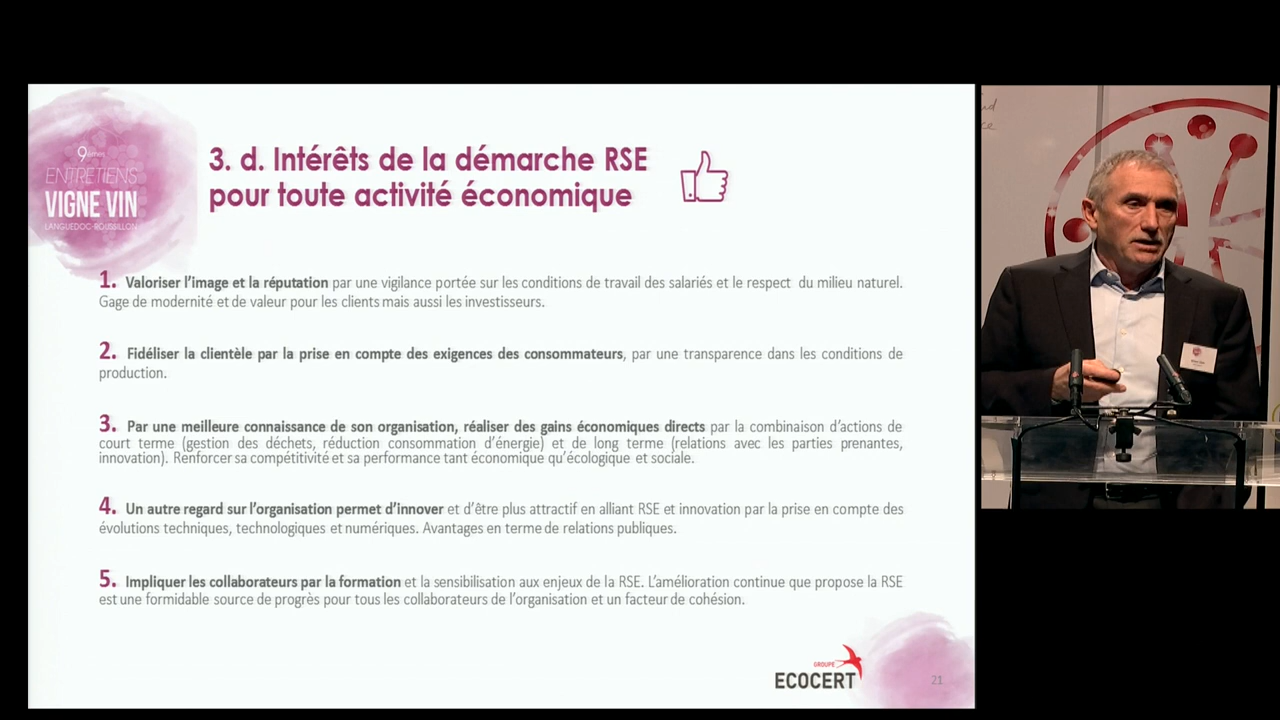 9èmes
ENTRETIENS
VIGNE VIN
LANGUEDOC-ROUSSILLON
3. d. Intérêts de la démarche RSE
pour toute activité économique
1. Valoriser l'image et la réputation par une vigilance portée sur les conditions de travail des salariés et le respect du milieu naturel.
Gage de modernité et de valeur pour les clients mais aussi les investisseurs.
2. Fidéliser la clientèle par la prise en compte des exigences des consommateurs, par une transparence dans les conditions de
production.
3. Par une meilleure connaissance de son organisation, réaliser des gains économiques directs par la combinaison d'actions de
court terme (gestion des déchets, réduction consommation d'énergie) et de long terme (relations avec les parties prenantes,
innovation). Renforcer sa compétitivité et sa performance tant économique qu'écologique et sociale.
4. Un autre regard sur l'organisation permet d'innover et d'être plus attractif en alliant RSE et innovation par la prise en compte des
évolutions techniques, technologiques et numériques. Avantages en terme de relations publiques.
5. Impliquer les collaborateurs par la formation et la sensibilisation aux enjeux de la RSE. L'amélioration continue que propose la RSE
est une formidable source de progrès pour tous les collaborateurs de l'organisation et un facteur de cohésion.
GROUPE
ECOCERT
21